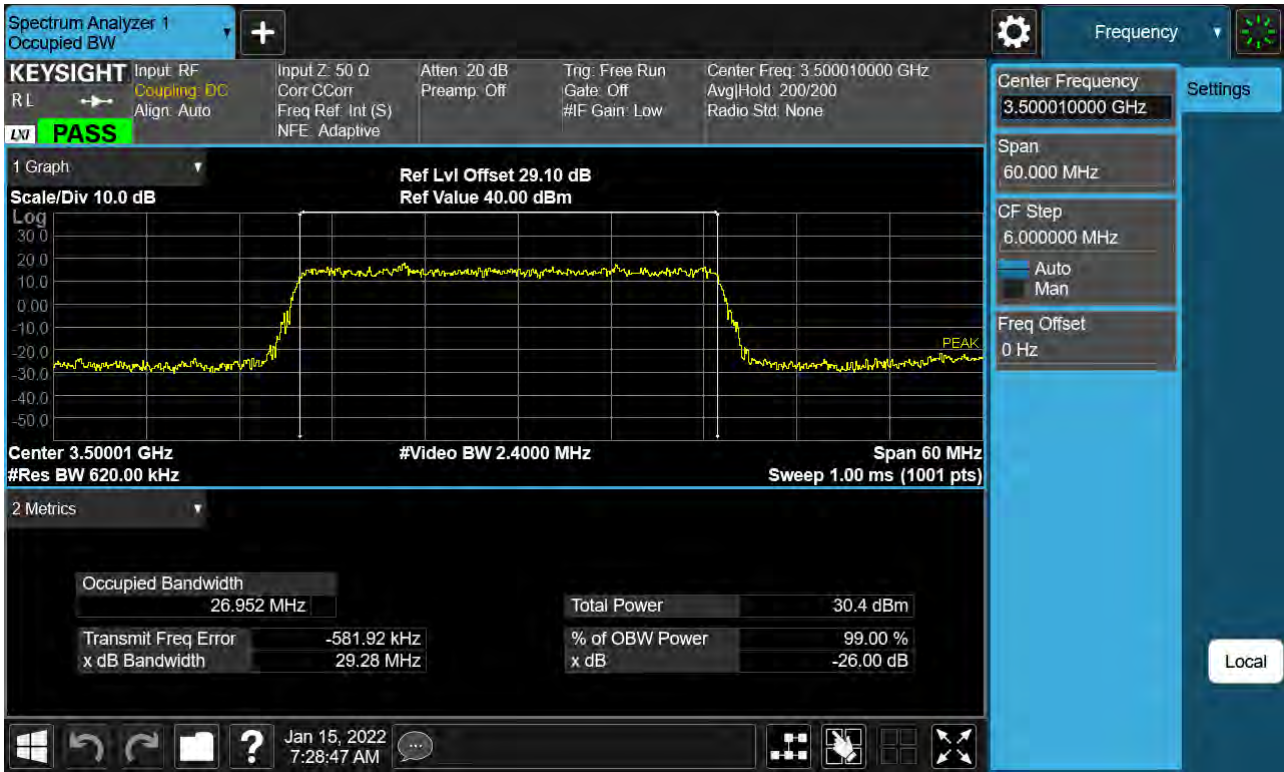 Spectrum Analyzer 1
Occupied BW
Frequency
KEYSIGHT
RL
LXI
PASS
Input: RF
Coupling: DC
Align: Auto
Input Z: 50 Ω
Corr CCorr
Freq Ref: Int (S)
NFE: Adaptive
Atten: 20 dB
Preamp: Off
Trig: Free Run
Gate: Off
#IF Gain: Low
Center Freq: 3.500010000 GHz
Avg|Hold: 200/200
Radio Std: None
Center Frequency
3.500010000 GHz
Settings
Span
60.000 MHz
CF Step
6.000000 MHz
Auto
Man
Freq Offset
0 Hz
Local
1 Graph
Scale/Div 10.0 dB
Ref Lvl Offset 29.10 dB
Ref Value 40.00 dBm
Log
30.0
20.0
10.0
0.00
-10.0
-20.0
-30.0
-40.0
-50.0
PEAK
Center 3.50001 GHz
#Video BW 2.4000 MHz
Span 60 MHz
#Res BW 620.00 kHz
Sweep 1.00 ms (1001 pts)
2 Metrics
Occupied Bandwidth
26.952 MHz
Total Power 30.4 dBm
Transmit Freq Error -581.92 kHz
% of OBW Power 99.00 %
x dB Bandwidth 29.28 MHz
x dB -26.00 dB
Jan 15, 2022
7:28:47 AM